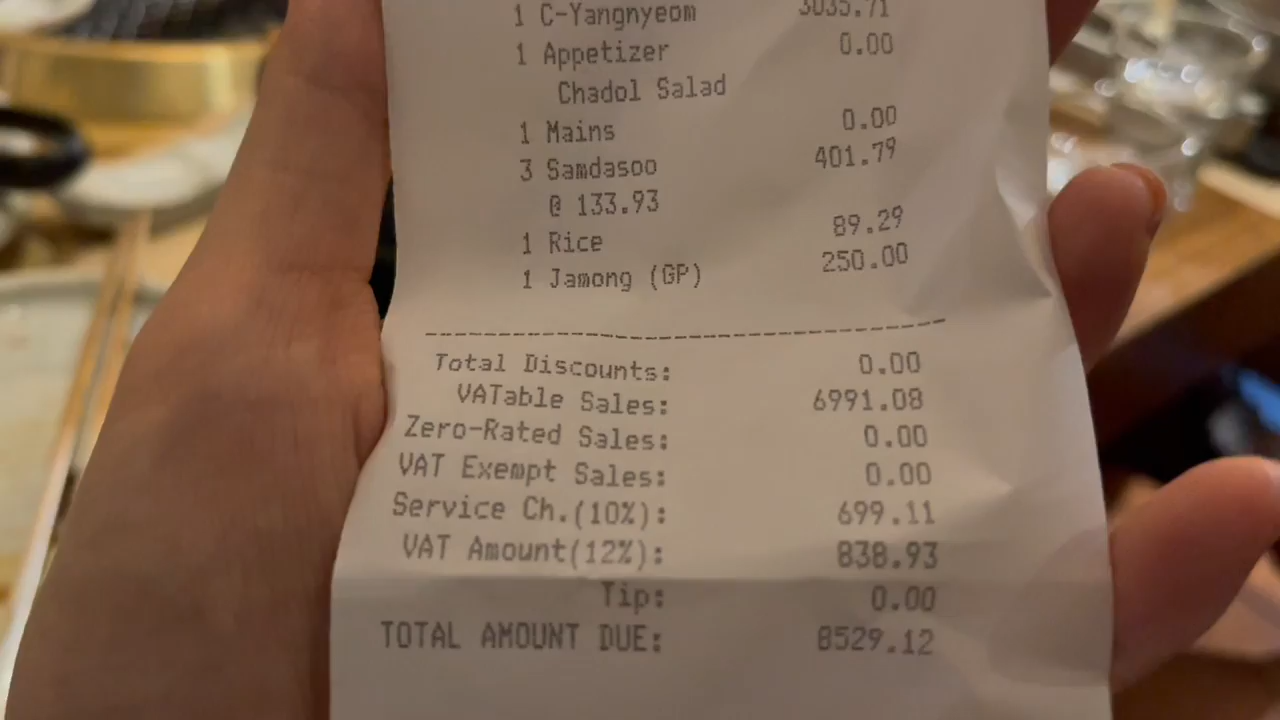 1 C-Yangnyeom 3035.71
1 Appetizer 0.00
Chadol Salad
1 Mains 0.00
3 Samdasoo 401.79
@ 133.93
1 Rice 89.29
1 Jamong (GP) 250.00
Total Discounts: 0.00
VATable Sales: 6991.08
Zero-Rated Sales: 0.00
VAT Exempt Sales: 0.00
Service Ch.(10%): 699.11
VAT Amount(12%): 838.93
Tip: 0.00
TOTAL AMOUNT DUE: 8529.12